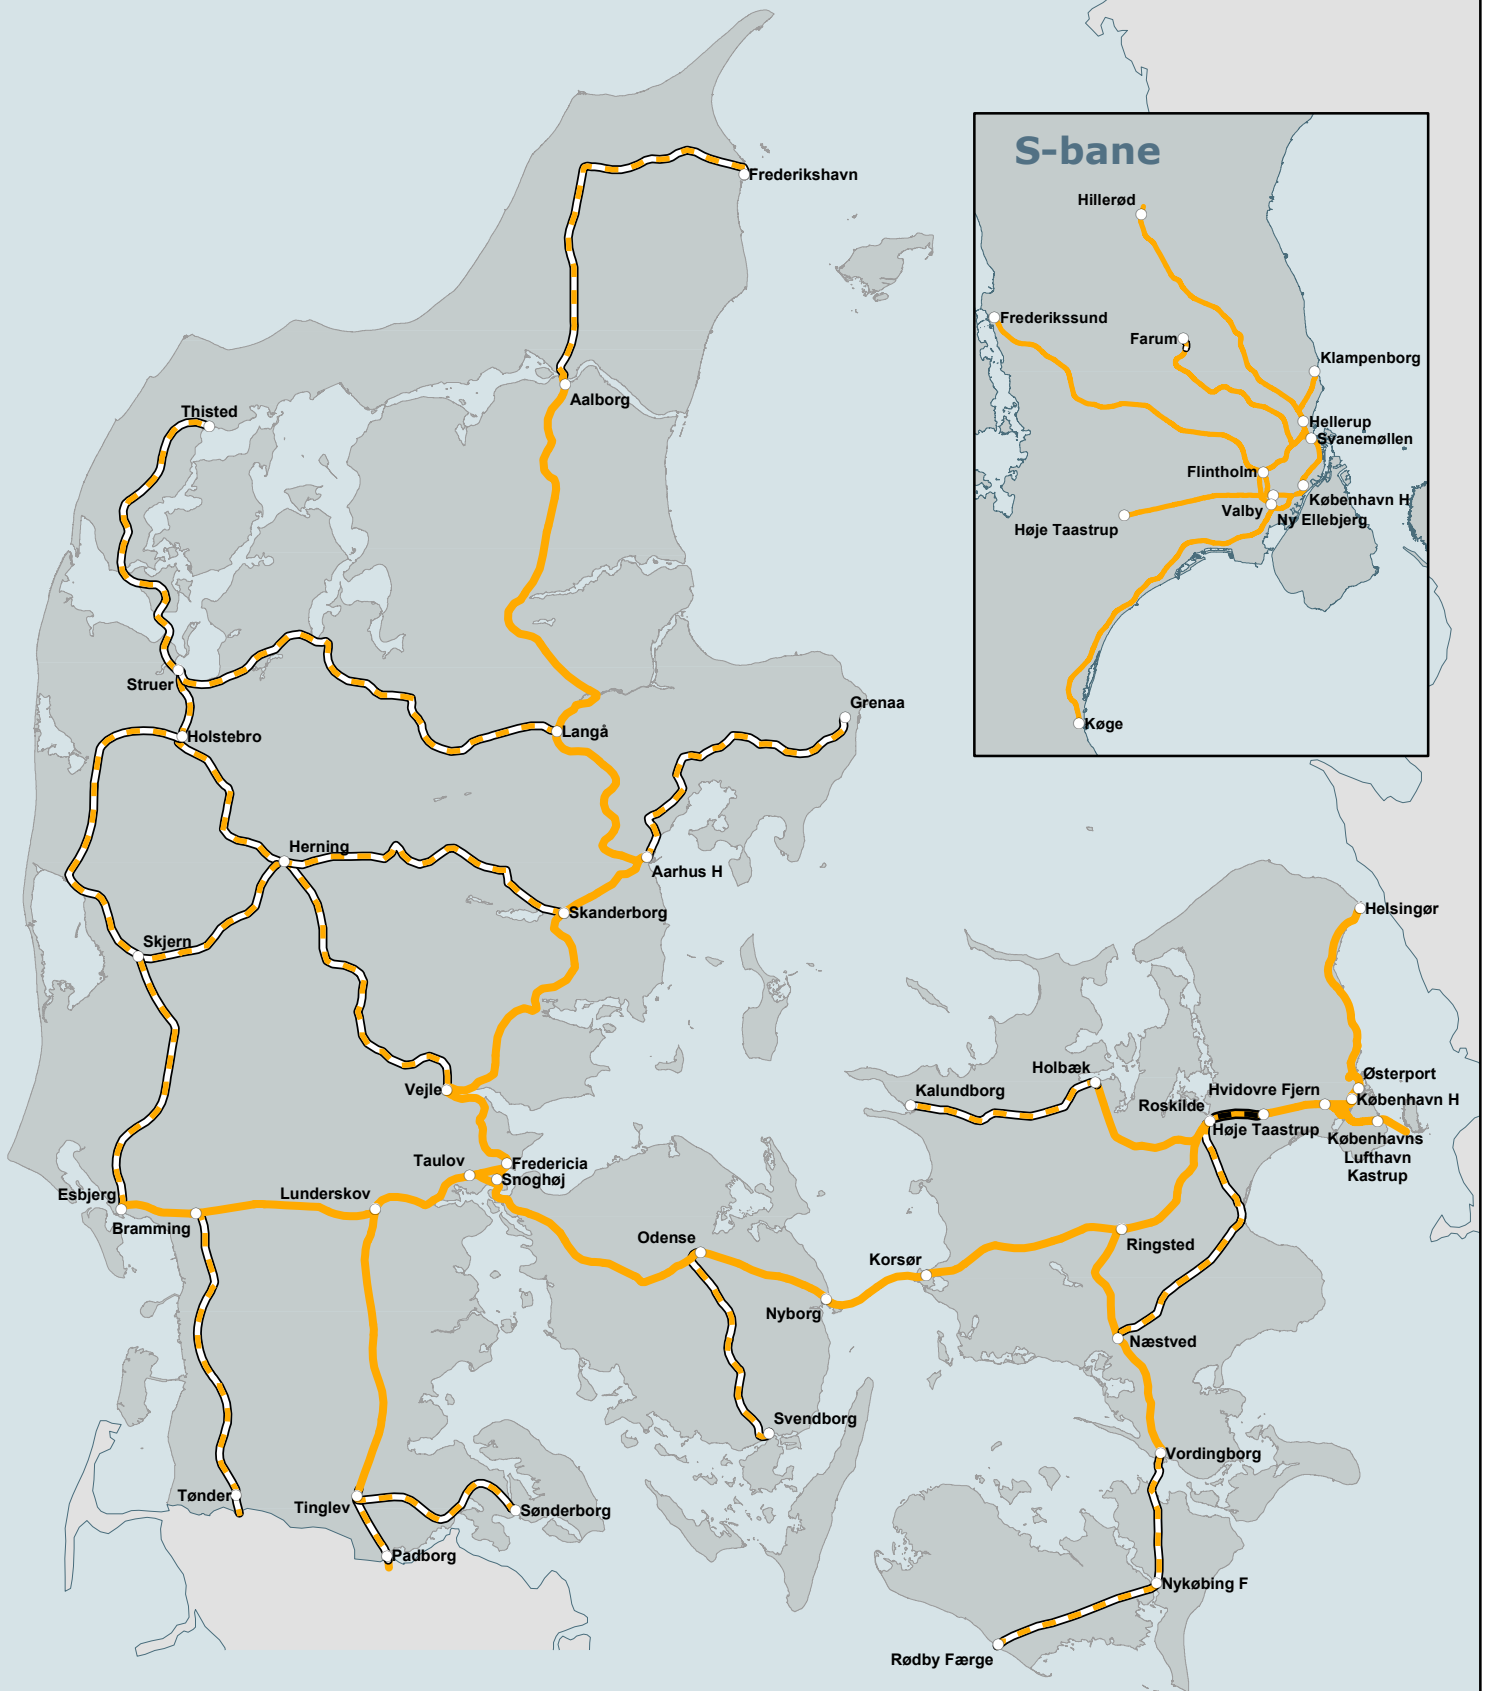 S-bane
Hillerød
Frederikssund
Farum
Klampenborg
Hellerup
Svanemøllen
Flintholm
København H
Valby
Ny Ellebjerg
Høje Taastrup
Køge
Frederikshavn
Aalborg
Thisted
Struer
Grenaa
Langå
Holstebro
Herning
Aarhus H
Skanderborg
Skjern
Helsingør
Holbæk
Østerport
Vejle
Kalundborg
Hvidovre Fjern
København H
Roskilde
Høje Taastrup
Københavns
Lufthavn
Kastrup
Taulov
Fredericia
Snoghøj
Esbjerg
Lunderskov
Bramming
Odense
Ringsted
Korsør
Nyborg
Næstved
Svendborg
Vordingborg
Tønder
Tinglev
Sønderborg
Padborg
Nykøbing F
Rødby Færge